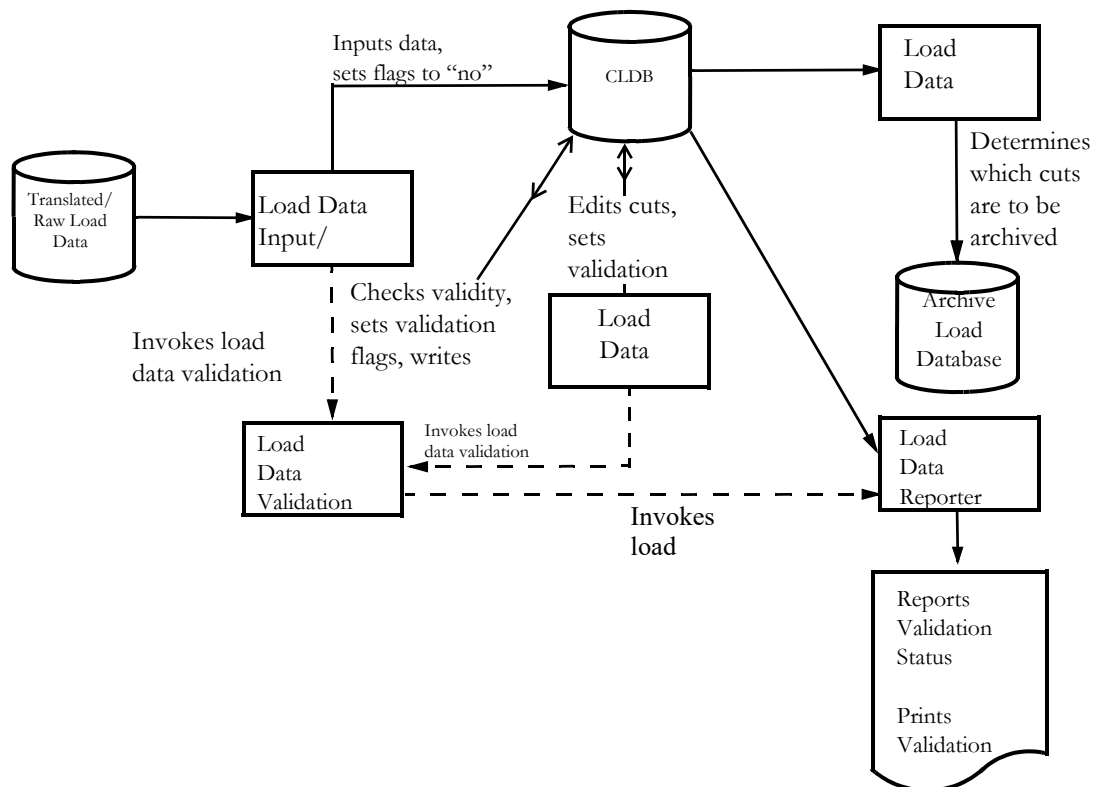 Inputs data,
sets flags to “no”
CLDB
Load
Data
Translated/
Raw Load
Data
Load Data
Input/
Determines
which cuts
are to be
archived
Edits cuts,
sets
validation
Checks validity,
sets validation
flags, writes
Invokes load
data validation
Load
Data
Archive
Load
Database
Load
Data
Validation
Invokes load
data validation
Load
Data
Reporter
Invokes
load
Reports
Validation
Status
Prints
Validation